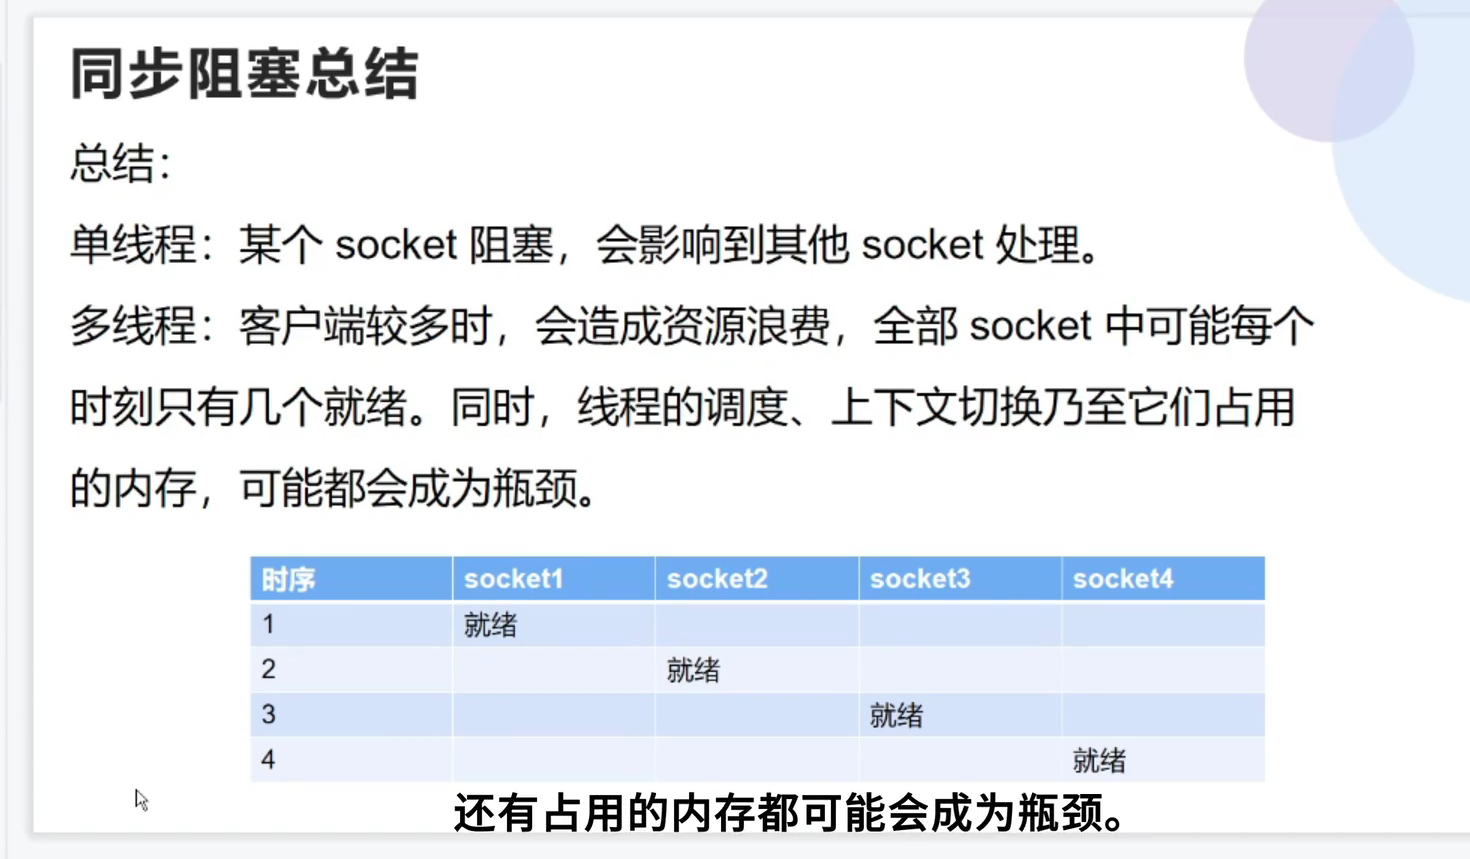 同步阻塞总结
总结：
单线程：某个 socket 阻塞，会影响到其他 socket 处理。
多线程：客户端较多时，会造成资源浪费，全部 socket 中可能每个
时刻只有几个就绪。同时，线程的调度、上下文切换乃至它们占用
的内存，可能都会成为瓶颈。
时序 socket1 socket2 socket3 socket4
1 就绪
2 就绪
3 就绪
4 就绪
还有占用的内存都可能会成为瓶颈。